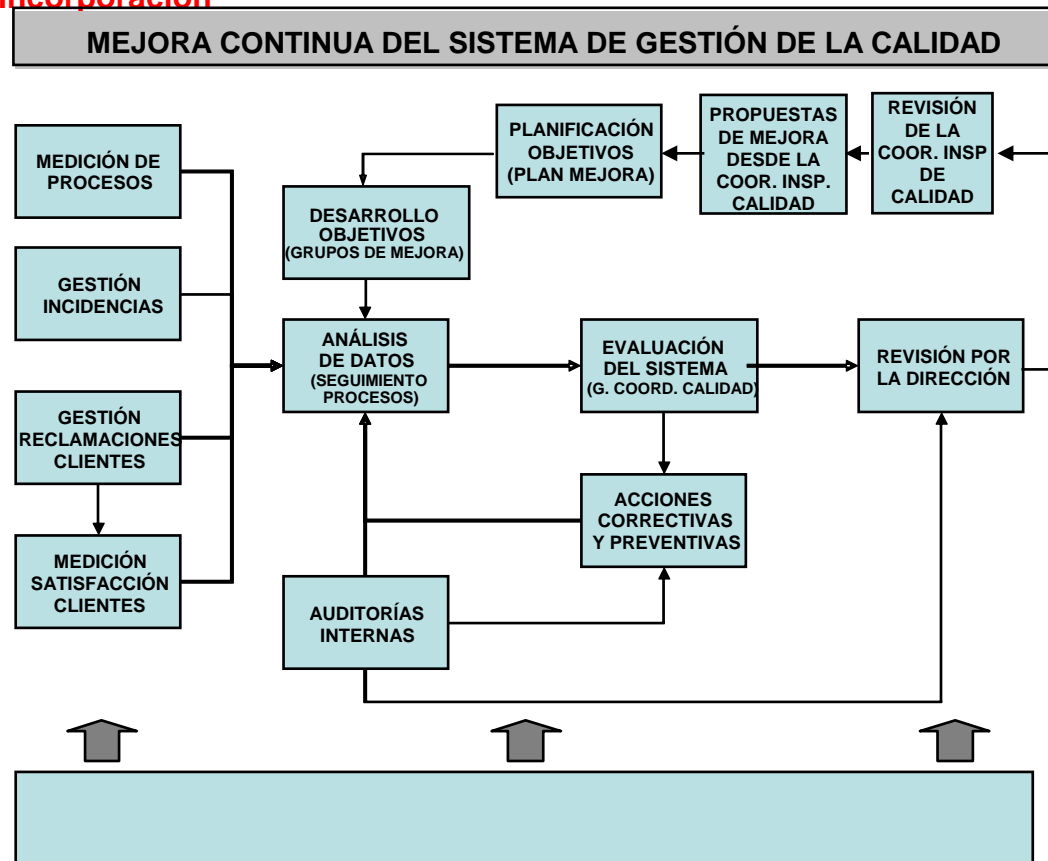 Incorporación
MEJORA CONTINUA DEL SISTEMA DE GESTIÓN DE LA CALIDAD
MEDICIÓN DE
PROCESOS
GESTIÓN
INCIDENCIAS
GESTIÓN
RECLAMACIONES
CLIENTES
MEDICIÓN
SATISFACCIÓN
CLIENTES
PLANIFICACIÓN
OBJETIVOS
(PLAN MEJORA)
PROPUESTAS
DE MEJORA
DESDE LA
COOR. INSP.
CALIDAD
REVISIÓN
DE LA
COOR. INSP
DE
CALIDAD
DESARROLLO
OBJETIVOS
(GRUPOS DE MEJORA)
ANÁLISIS
DE DATOS
(SEGUIMIENTO
PROCESOS)
EVALUACIÓN
DEL SISTEMA
(G. COORD. CALIDAD)
REVISIÓN POR
LA DIRECCIÓN
ACCIONES
CORRECTIVAS
Y PREVENTIVAS
AUDITORÍAS
INTERNAS